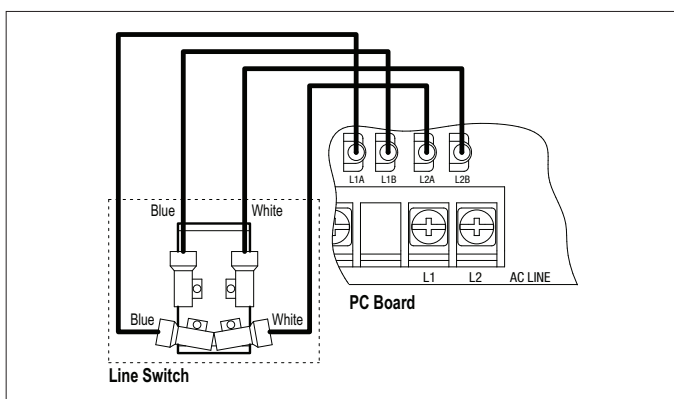 L1A L1B L2A L2B
Blue White
L1 L2 AC LINE
PC Board
Blue White
Line Switch